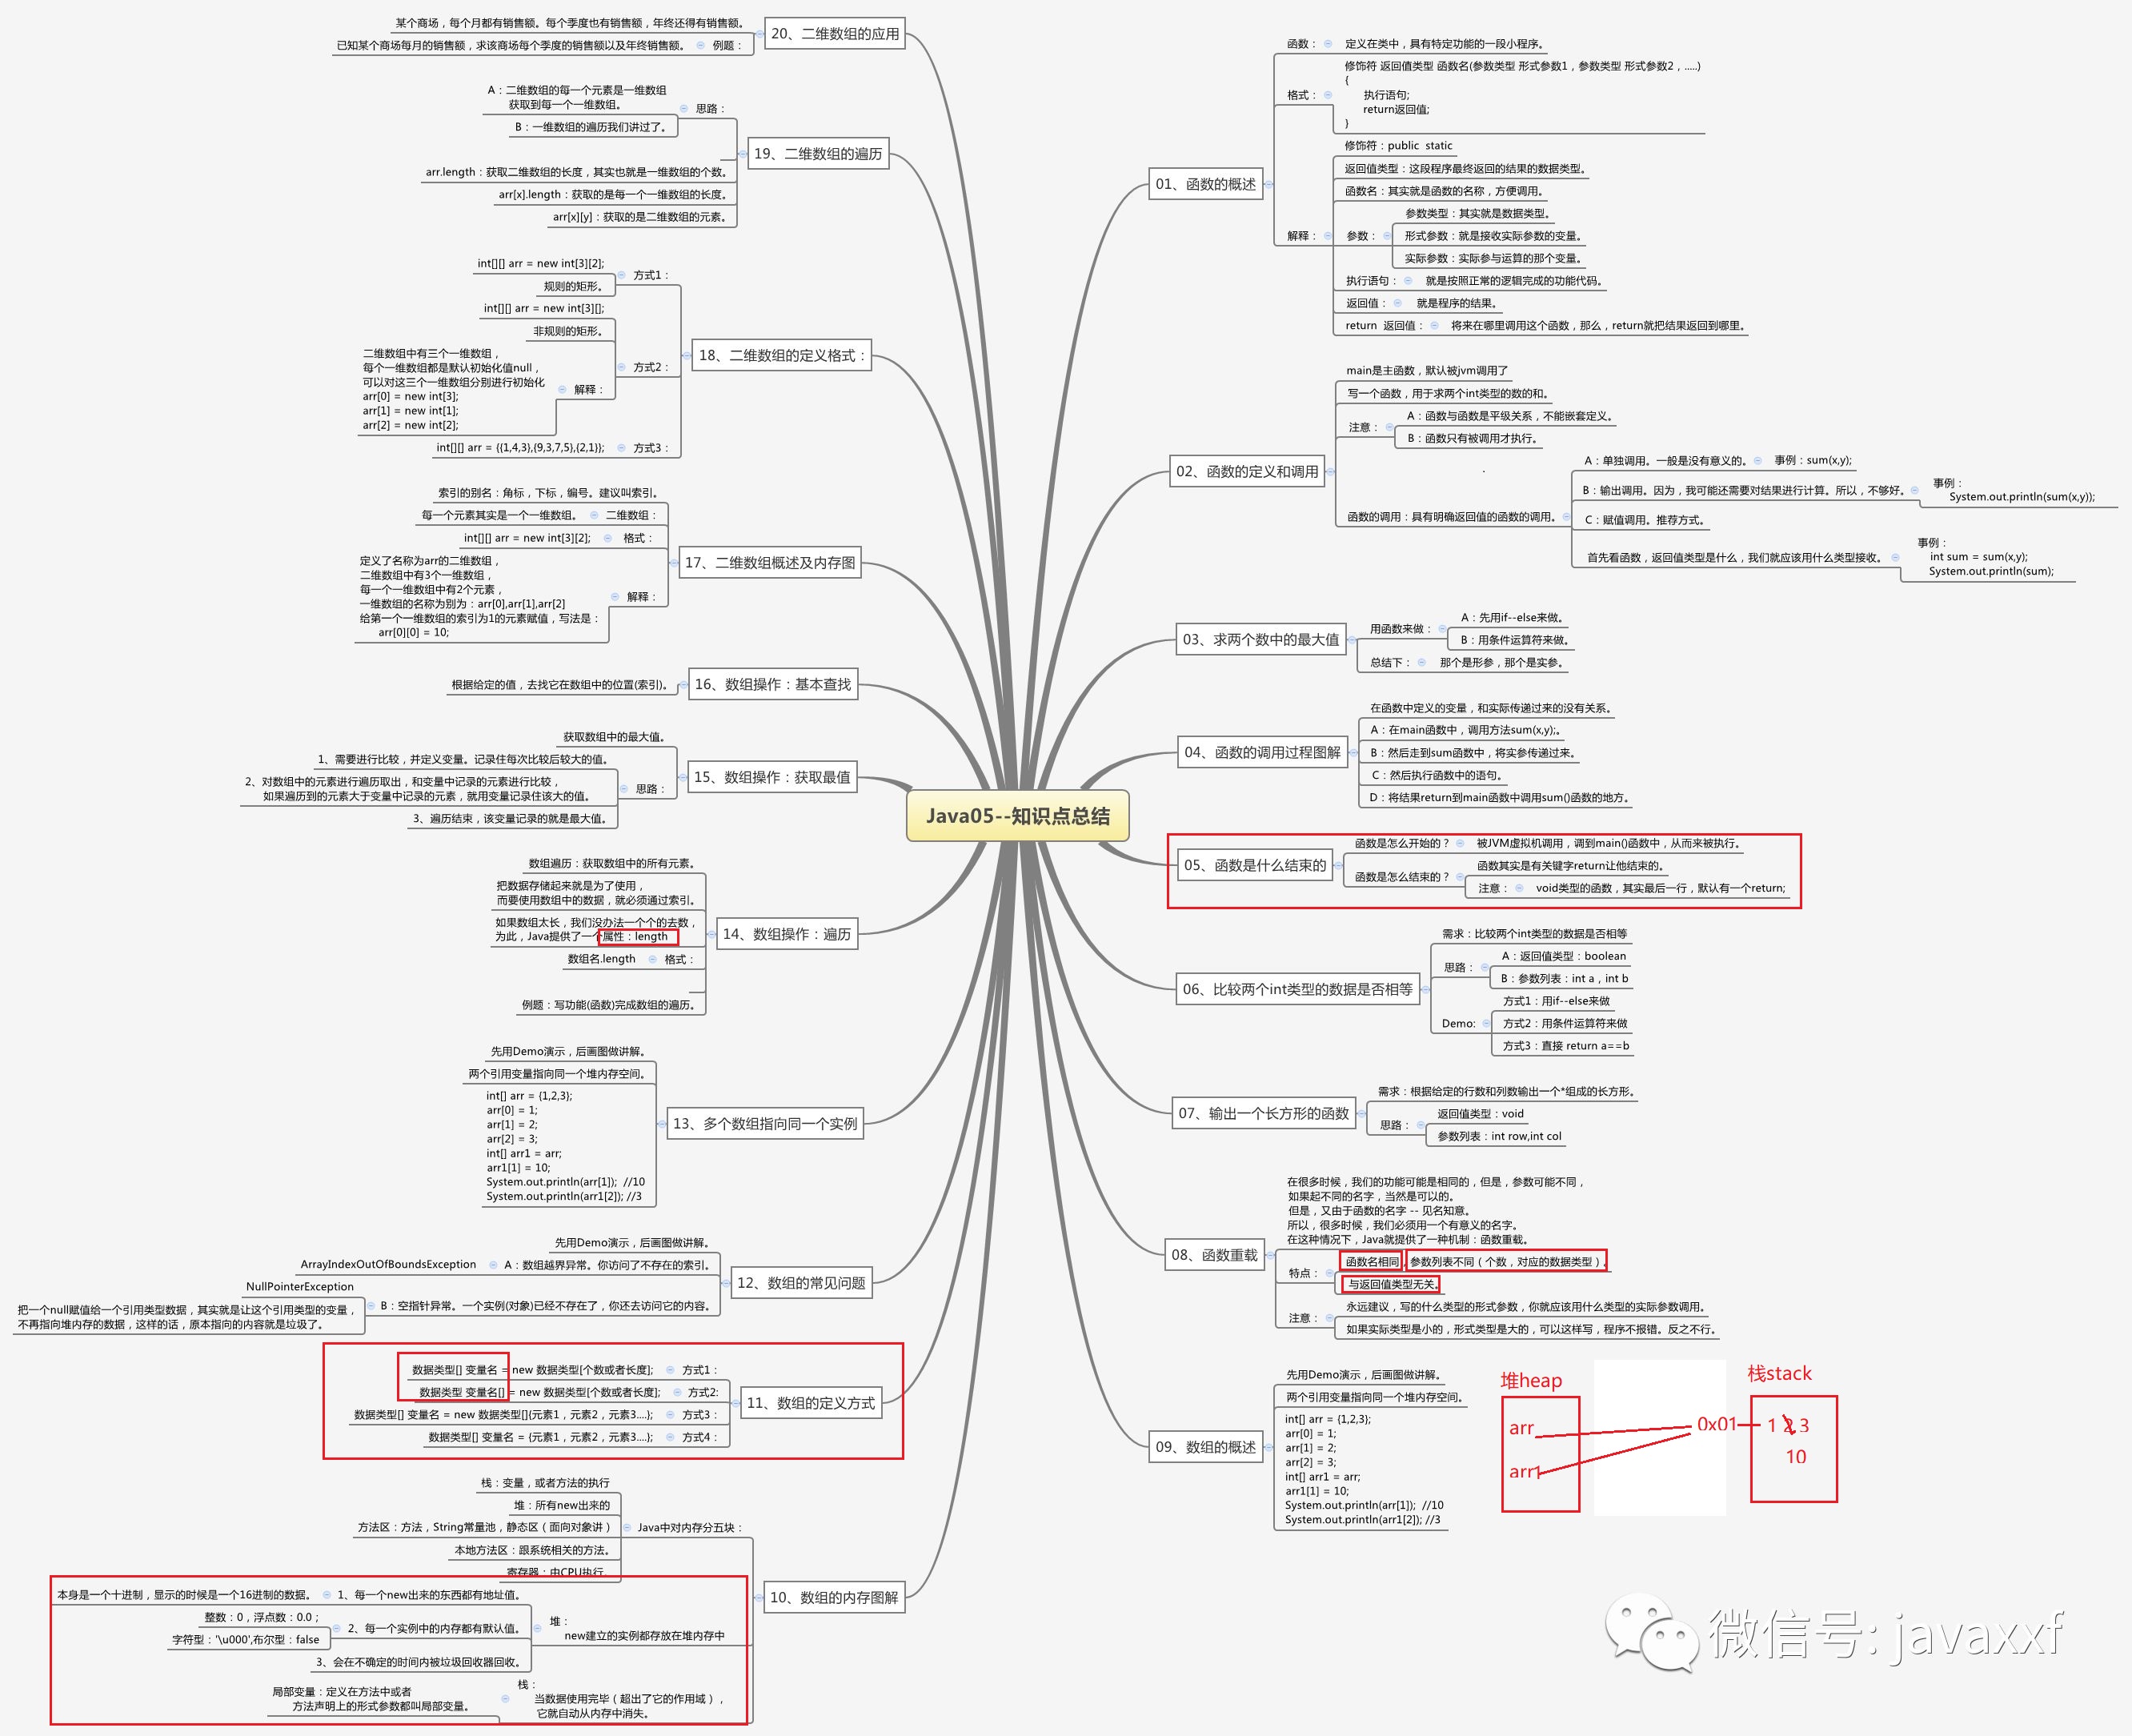 Java05--知识点总结
01、函数的概述
函数：
定义在类中，具有特定功能的一段小程序。
格式：
修饰符 返回值类型 函数名(参数类型 形式参数1，参数类型 形式参数2，.....)
{
执行语句;
return返回值;
}
解释：
修饰符：public static
返回值类型：这段程序最终返回的结果的数据类型。
函数名：其实就是函数的名称，方便调用。
参数：
参数类型：其实就是数据类型。
形式参数：就是接收实际参数的变量。
实际参数：实际参与运算的那个变量。
执行语句：
就是按照正常的逻辑完成的功能代码。
返回值：
就是程序的结果。
return 返回值：
将来在哪里调用这个函数，那么，return就把结果返回到哪里。
02、函数的定义和调用
main是主函数，默认被jvm调用了
写一个函数，用于求两个int类型的数的和。
注意：
A：函数与函数是平级关系，不能嵌套定义。
B：函数只有被调用才执行。
函数的调用：具有明确返回值的函数的调用。
A：单独调用。一般是没有意义的。
事例：sum(x,y);
B：输出调用。因为，我可能还需要对结果进行计算。所以，不够好。
事例：
System.out.println(sum(x,y));
C：赋值调用。推荐方式。
首先看函数，返回值类型是什么，我们就应该用什么类型接收。
事例：
int sum = sum(x,y);
System.out.println(sum);
03、求两个数中的最大值
用函数来做：
A：先用if--else来做。
B：用条件运算符来做。
总结下：
那个是形参，那个是实参。
04、函数的调用过程图解
在函数中定义的变量，和实际传递过来的没有关系。
A：在main函数中，调用方法sum(x,y);。
B：然后走到sum函数中，将实参传递过来。
C：然后执行函数中的语句。
D：将结果return到main函数中调用sum()函数的地方。
05、函数是什么结束的
函数是怎么开始的？
被JVM虚拟机调用，调到main()函数中，从而来被执行。
函数是怎么结束的？
函数其实是有关键字return让他结束的。
注意：
void类型的函数，其实最后一行，默认有一个return;
06、比较两个int类型的数据是否相等
需求：比较两个int类型的数据是否相等
思路：
A：返回值类型：boolean
B：参数列表：int a，int b
Demo:
方式1：用if--else来做
方式2：用条件运算符来做
方式3：直接 return a==b
07、输出一个长方形的函数
需求：根据给定的行数和列数输出一个*组成的长方形。
思路：
返回值类型：void
参数列表：int row,int col
08、函数重载
在很多时候，我们的功能可能是相同的，但是，参数可能不同，
如果起不同的名字，当然是可以的。
但是，又由于函数的名字 -- 见名知意。
所以，很多时候，我们必须用一个有意义的名字。
在这种情况下，Java就提供了一种机制：函数重载。
特点：
函数名相同，参数列表不同（个数，对应的数据类型）。
与返回值类型无关。
注意：
永远建议，写的什么类型的形式参数，你就应该用什么类型的实际参数调用。
如果实际类型是小的，形式类型是大的，可以这样写，程序不报错。反之不行。
09、数组的概述
先用Demo演示，后画图做讲解。
两个引用变量指向同一个堆内存空间。
int[] arr = {1,2,3};
arr[0] = 1;
arr[1] = 2;
arr[2] = 3;
int[] arr1 = arr;
arr1[1] = 10;
System.out.println(arr[1]); //10
System.out.println(arr1[2]); //3
堆heap
arr
arr1
0x01
栈stack
1 2 3
10
20、二维数组的应用
某个商场，每个月都有销售额。每个季度也有销售额，年终还得有销售额。
例题：
已知某个商场每月的销售额，求该商场每个季度的销售额以及年终销售额。
19、二维数组的遍历
思路：
A：二维数组的每一个元素是一维数组
获取到每一个一维数组。
B：一维数组的遍历我们讲过了。
arr.length：获取二维数组的长度，其实也就是一维数组的个数。
arr[x].length：获取的是每一个一维数组的长度。
arr[x][y]：获取的是二维数组的元素。
18、二维数组的定义格式：
方式1：
int[][] arr = new int[3][2];
规则的矩形。
方式2：
int[][] arr = new int[3][];
非规则的矩形。
解释：
二维数组中有三个一维数组，
每个一维数组都是默认初始化值null，
可以对这三个一维数组分别进行初始化
arr[0] = new int[3];
arr[1] = new int[1];
arr[2] = new int[2];
方式3：
int[][] arr = {{1,4,3},{9,3,7,5},{2,1}};
17、二维数组概述及内存图
索引的别名：角标，下标，编号。建议叫索引。
二维数组：
每一个元素其实是一个一维数组。
格式：
int[][] arr = new int[3][2];
解释：
定义了名称为arr的二维数组，
二维数组中有3个一维数组，
每一个一维数组中有2个元素，
一维数组的名称为别为：arr[0],arr[1],arr[2]
给第一个一维数组的索引为1的元素赋值，写法是：
arr[0][0] = 10;
16、数组操作：基本查找
根据给定的值，去找它在数组中的位置(索引)。
15、数组操作：获取最值
获取数组中的最大值。
思路：
1、需要进行比较，并定义变量。记录住每次比较后较大的值。
2、对数组中的元素进行遍历取出，和变量中记录的元素进行比较，
如果遍历到的元素大于变量中记录的元素，就用变量记录住该大的值。
3、遍历结束，该变量记录的就是最大值。
14、数组操作：遍历
数组遍历：获取数组中的所有元素。
把数据存储起来就是为了使用，
而要使用数组中的数据，就必须通过索引。
如果数组太长，我们没办法一个个的去数，
为此，Java提供了一个属性：length
格式：
数组名.length
例题：写功能(函数)完成数组的遍历。
13、多个数组指向同一个实例
先用Demo演示，后画图做讲解。
两个引用变量指向同一个堆内存空间。
int[] arr = {1,2,3};
arr[0] = 1;
arr[1] = 2;
arr[2] = 3;
int[] arr1 = arr;
arr1[1] = 10;
System.out.println(arr[1]); //10
System.out.println(arr1[2]); //3
12、数组的常见问题
先用Demo演示，后画图做讲解。
A：数组越界异常。你访问了不存在的索引。
ArrayIndexOutOfBoundsException
B：空指针异常。一个实例(对象)已经不存在了，你还去访问它的内容。
NullPointerException
把一个null赋值给一个引用类型数据，其实就是让这个引用类型的变量，
不再指向堆内存的数据，这样的话，原本指向的内容就是垃圾了。
11、数组的定义方式
方式1：
数据类型[] 变量名 = new 数据类型[个数或者长度];
方式2:
数据类型 变量名[] = new 数据类型[个数或者长度];
方式3：
数据类型[] 变量名 = new 数据类型[]{元素1，元素2，元素3....};
方式4：
数据类型[] 变量名 = {元素1，元素2，元素3....};
10、数组的内存图解
Java中对内存分五块：
栈：变量，或者方法的执行
堆：所有new出来的
方法区：方法，String常量池，静态区（面向对象讲）
本地方法区：跟系统相关的方法。
寄存器：由CPU执行。
堆：
new建立的实例都存放在堆内存中
1、每一个new出来的东西都有地址值。
本身是一个十进制，显示的时候是一个16进制的数据。
2、每一个实例中的内存都有默认值。
整数：0，浮点数：0.0；
字符型：'\u000',布尔型：false
3、会在不确定的时间内被垃圾回收器回收。
栈：
当数据使用完毕（超出了它的作用域），
它就自动从内存中消失。
局部变量：定义在方法中或者
方法声明上的形式参数都叫局部变量。
微信号: javaxxf